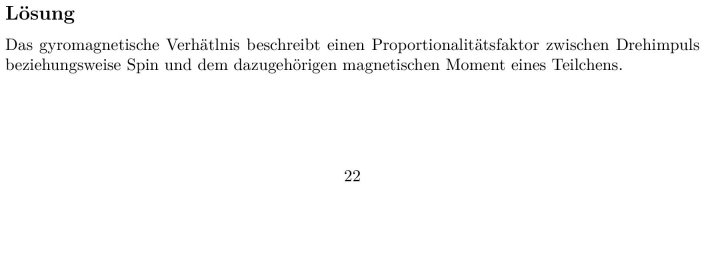 Lösung
Das gyromagnetische Verhätlnis beschreibt einen Proportionalitätsfaktor zwischen Drehimpuls
beziehungsweise Spin und dem dazugehörigen magnetischen Moment eines Teilchens.
22